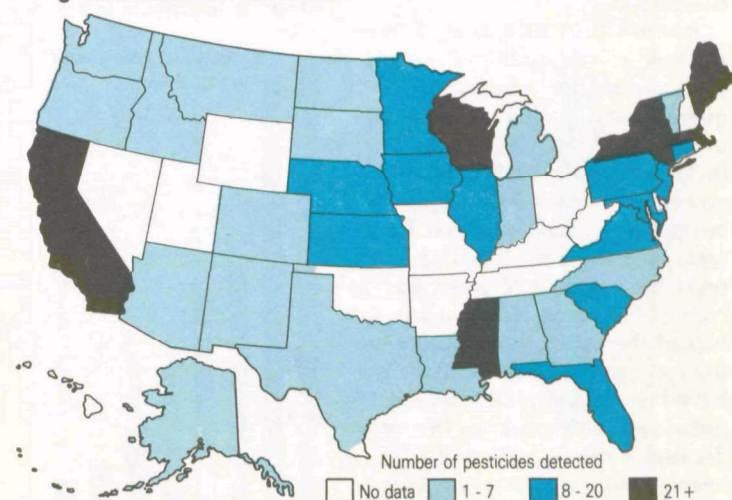 Number of pesticides detected
No data 1 - 7 8 - 20 21+